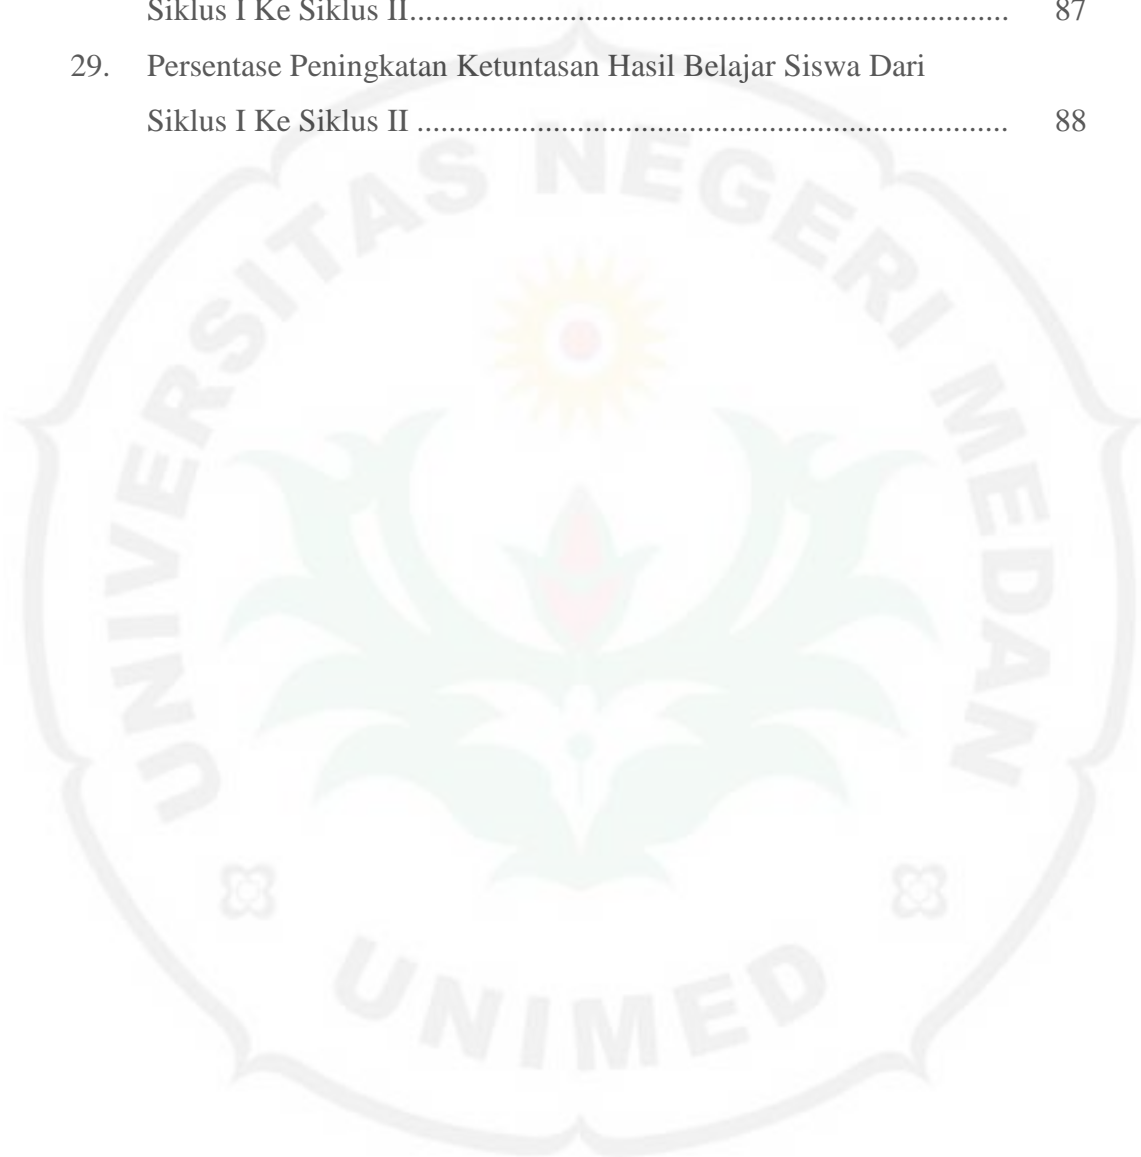 Siklus I Ke Siklus II............................................................................................ 87
29. Persentase Peningkatan Ketuntasan Hasil Belajar Siswa Dari
Siklus I Ke Siklus II ........................................................................................... 88
UNIVERSITAS NEGERI MEDAN
UNIMED